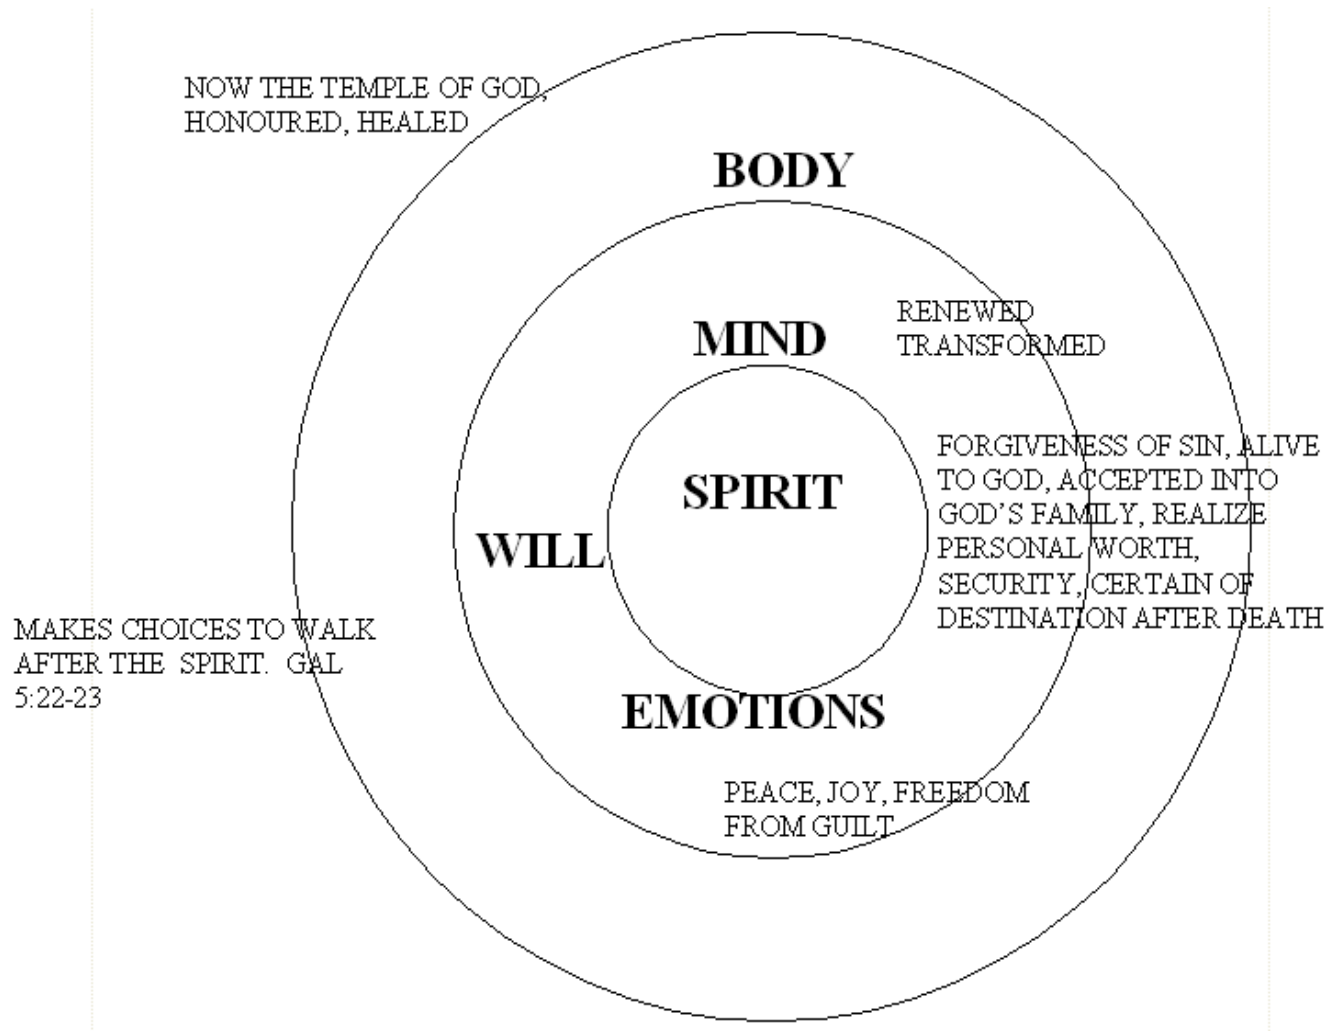 NOW THE TEMPLE OF GOD,
HONOURED, HEALED
BODY
RENEWED
TRANSFORMED
MIND
FORGIVENESS OF SIN, ALIVE
TO GOD, ACCEPTED INTO
GOD'S FAMILY, REALIZE
PERSONAL WORTH,
SECURITY, CERTAIN OF
DESTINATION AFTER DEATH
SPIRIT
WILL
MAKES CHOICES TO WALK
AFTER THE SPIRIT. GAL
5:22-23
EMOTIONS
PEACE, JOY, FREEDOM
FROM GUILT